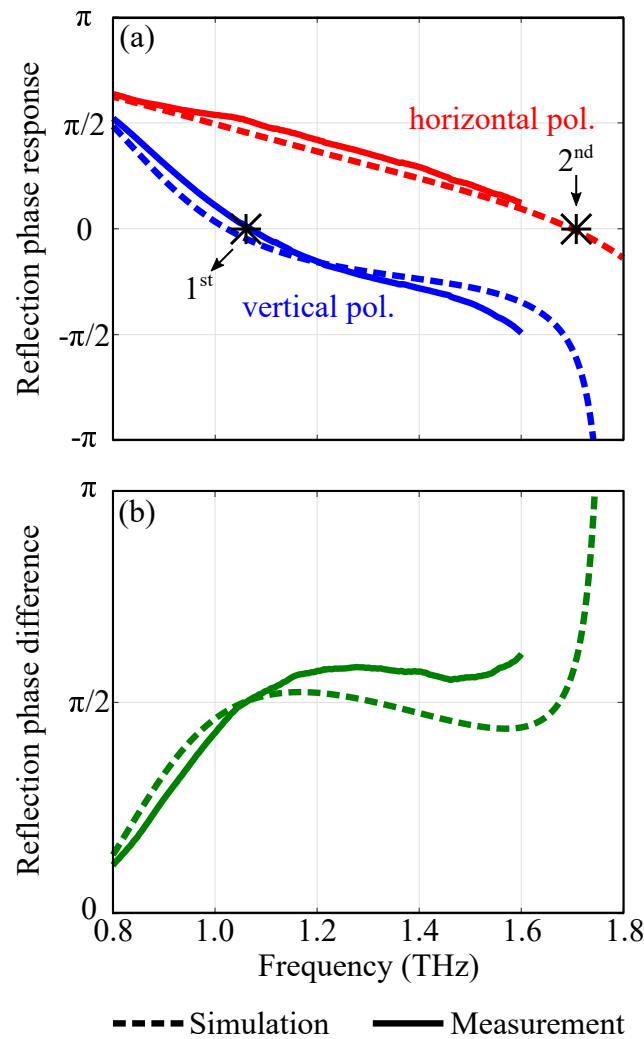 π
(a)
horizontal pol.
π/2
2nd
0
1st
vertical pol.
-π/2
-π
Reflection phase response
π
(b)
π/2
0
Reflection phase difference
0.8 1.0 1.2 1.4 1.6 1.8
Frequency (THz)
Simulation Measurement